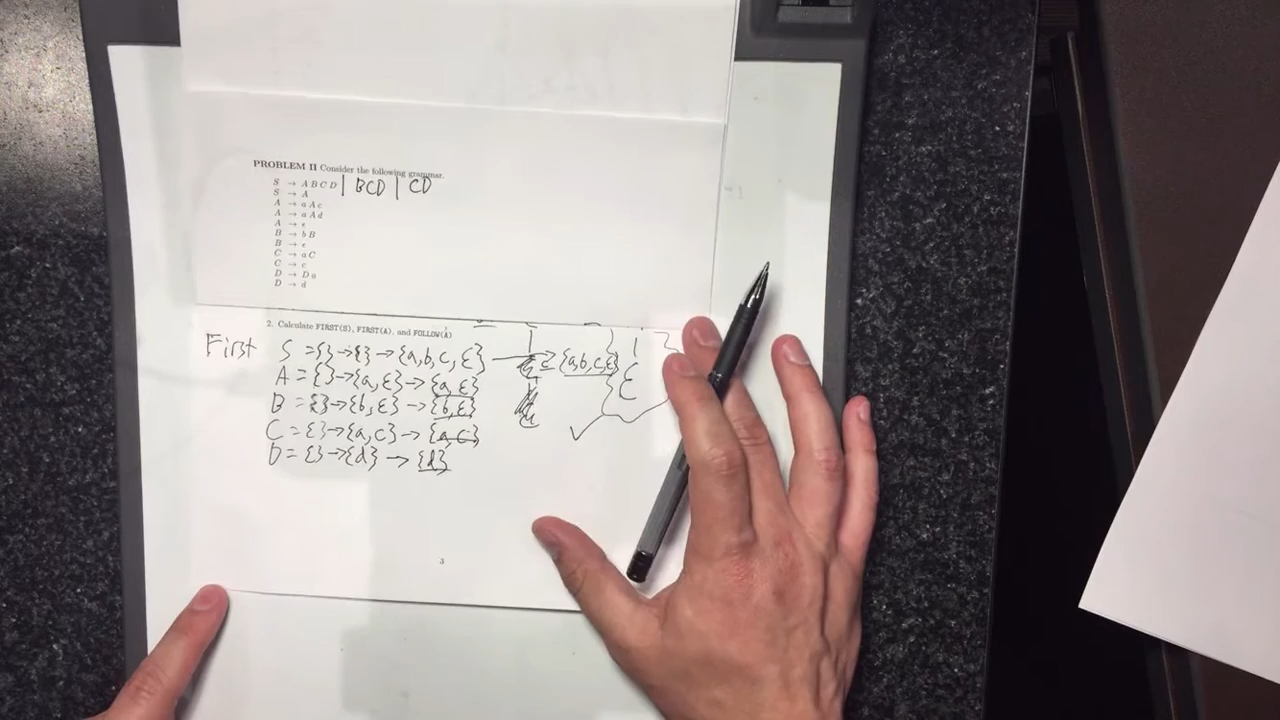 PROBLEM II Consider the following grammar.
S → A B C D | BCD | CD
S → A
A → a A c
A → a A d
A → ϵ
B → b B
B → ϵ
C → a C
C → c
D → D a
D → d
2. Calculate FIRST(S), FIRST(A), and FOLLOW(A)
First S = {} → {} → {a,b,c,ε} → {a,b,c,ε}
A = {} → {a,ε} → {a,ε}
B = {} → {b,ε} → {b,ε}
C = {} → {a,c} → {a,c}
D = {} → {d} → {d}
3